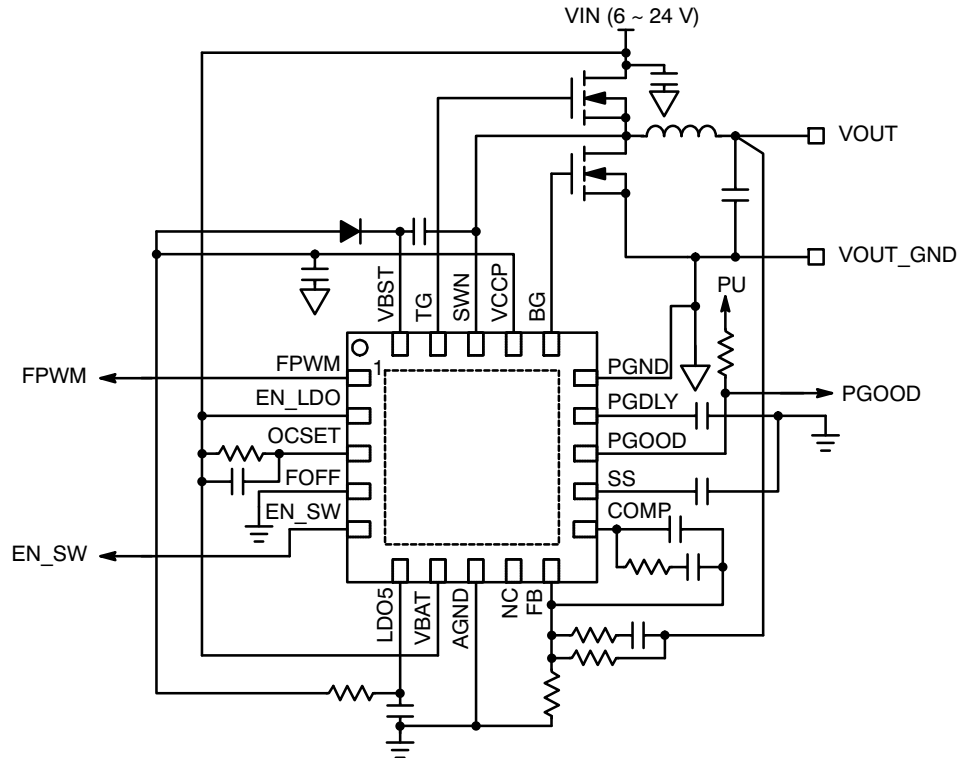 VIN (6 ~ 24 V)
VOUT
VOUT_GND
VBST
TG
SWN
VCCP
BG
PU
1
FPWM
FPWM
EN_LDO
OCSET
FOFF
EN_SW
EN_SW
PGND
PGDLY
PGOOD
PGOOD
SS
COMP
LDO5
VBAT
AGND
NC
FB